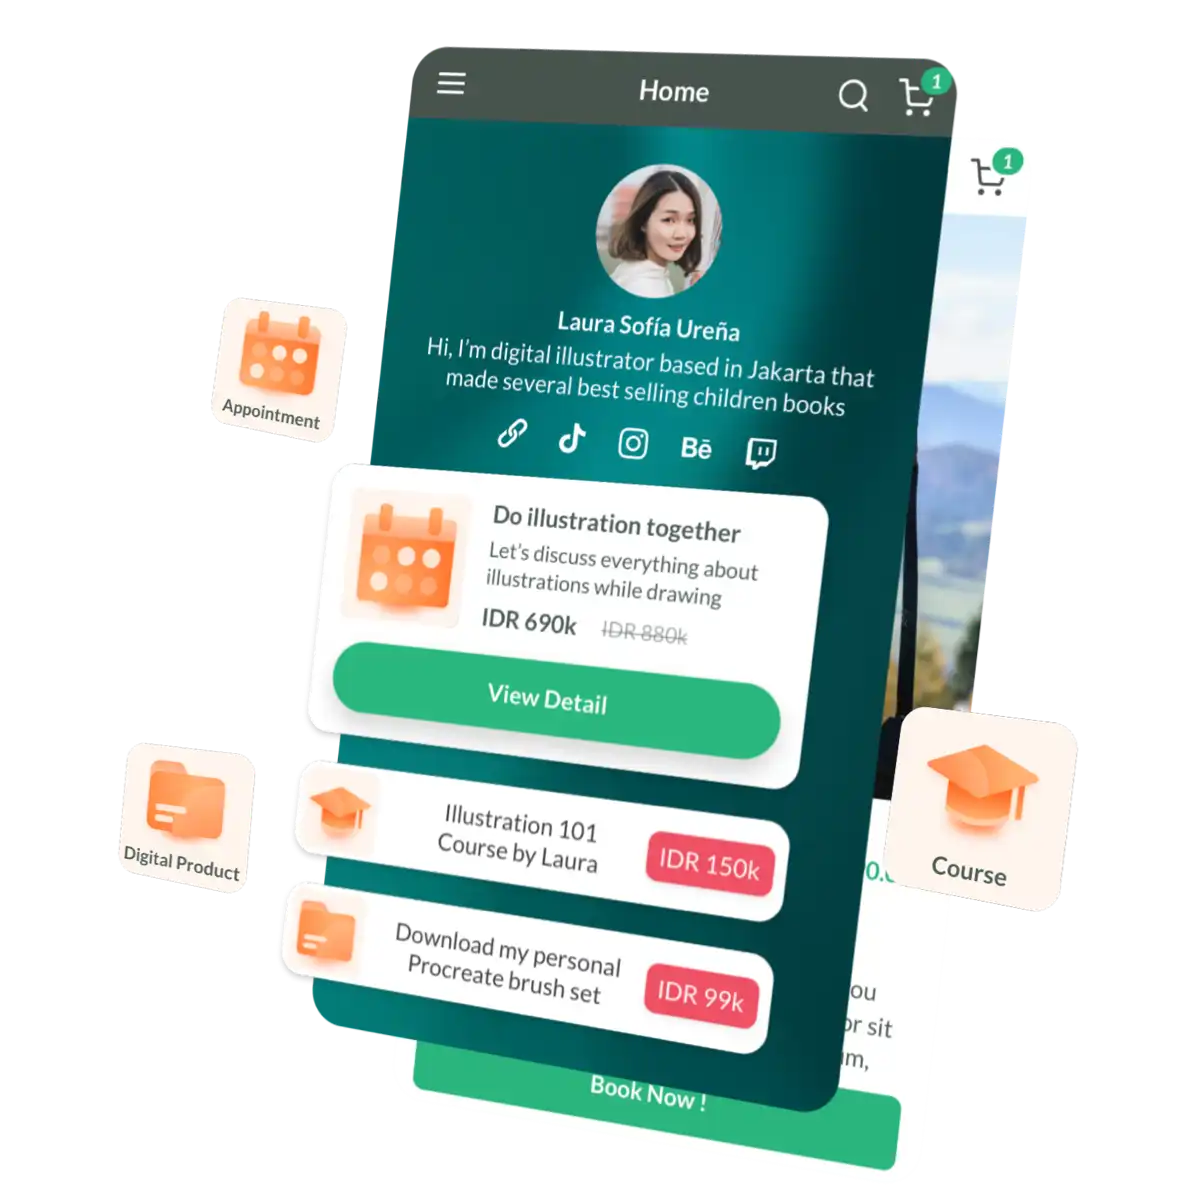 Home
1
1
Laura Sofía Ureña
Hi, I'm digital illustrator based in Jakarta that
made several best selling children books
Bē
Appointment
Do illustration together
Let's discuss everything about
illustrations while drawing
IDR 690k IDR 880k
View Detail
Illustration 101
Course by Laura
IDR 150k
Digital Product
Course
Download my personal
Procreate brush set
IDR 99k
sit
Book Now !